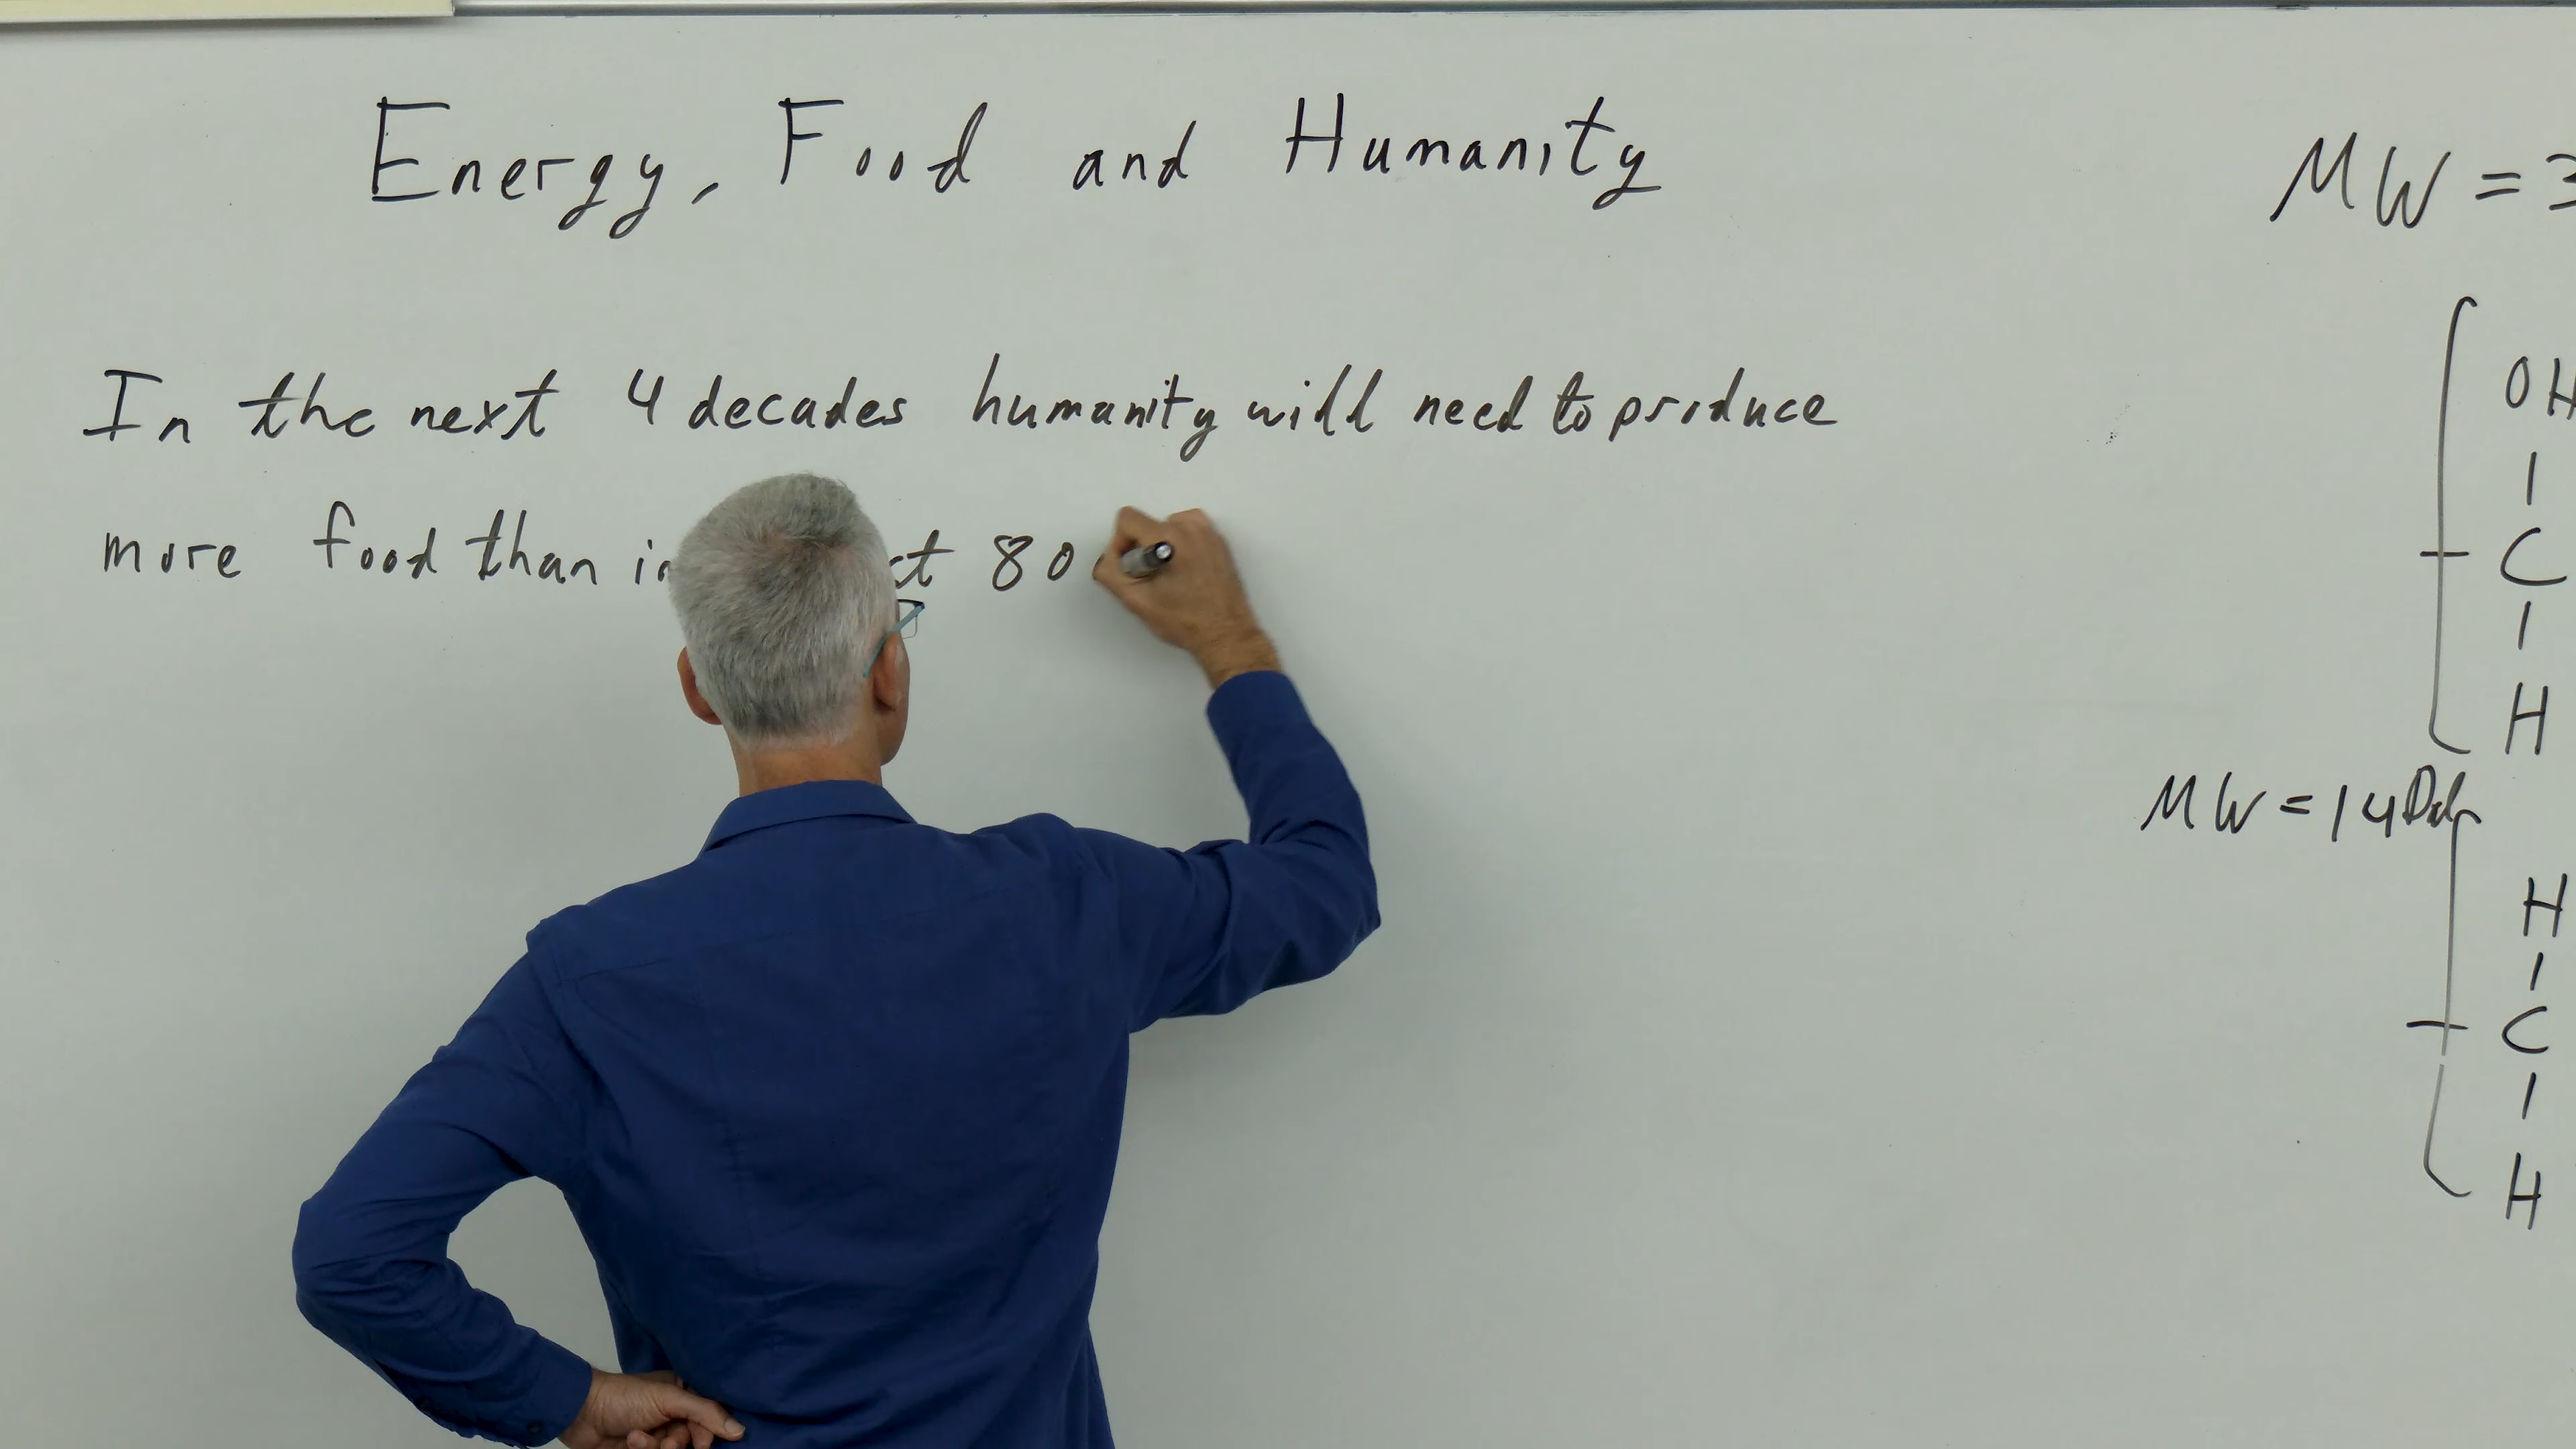 Energy, Food and Humanity
In the next 4 decades humanity will need to produce
more food than 80
MW = 3
OH
C
H
MW = 14
H
C
H